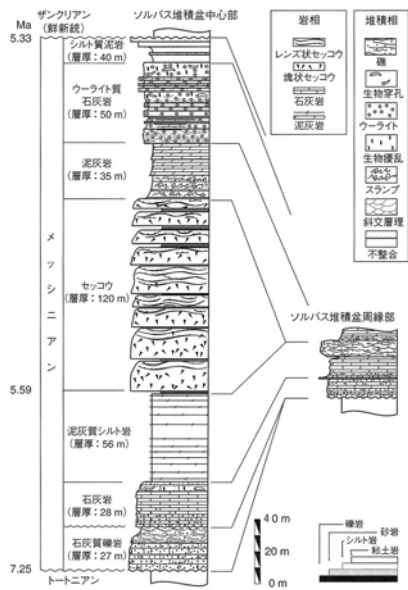 ザンクリアン
(鮮新統)
ソルバス堆積盆中心部
Ma
5.33
シルト質泥岩
(層厚：40 m)
ウーライト質
石灰岩
(層厚：50 m)
泥灰岩
(層厚：35 m)
メッシニアン
セッコウ
(層厚：120 m)
5.59
泥灰質シルト岩
(層厚：56 m)
石灰岩
(層厚：28 m)
石灰質礫岩
(層厚：27 m)
7.25
トートニアン
岩相
レンズ状セッコウ
塊状セッコウ
石灰岩
泥灰岩
堆積相
礁
生物穿孔
ウーライト
生物擾乱
スランプ
斜交層理
不整合
ソルバス堆積盆周縁部
40 m
20 m
0 m
礫岩
砂岩
シルト岩
粘土岩